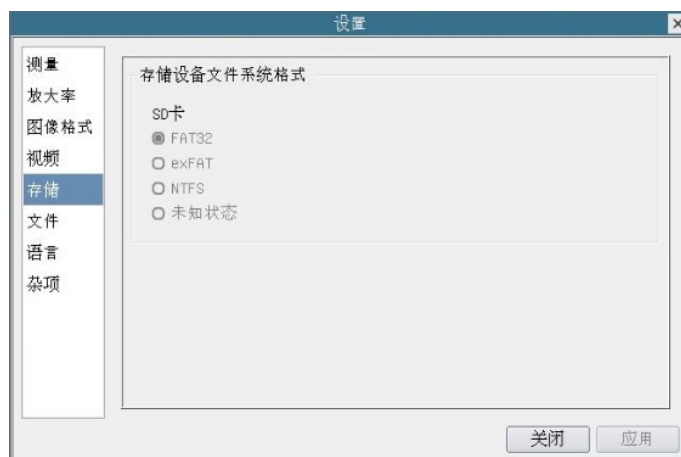 设置
测量
放大率
图像格式
视频
存储
文件
语言
杂项
存储设备文件系统格式
SD卡
FAT32
exFAT
NTFS
未知状态
关闭
应用